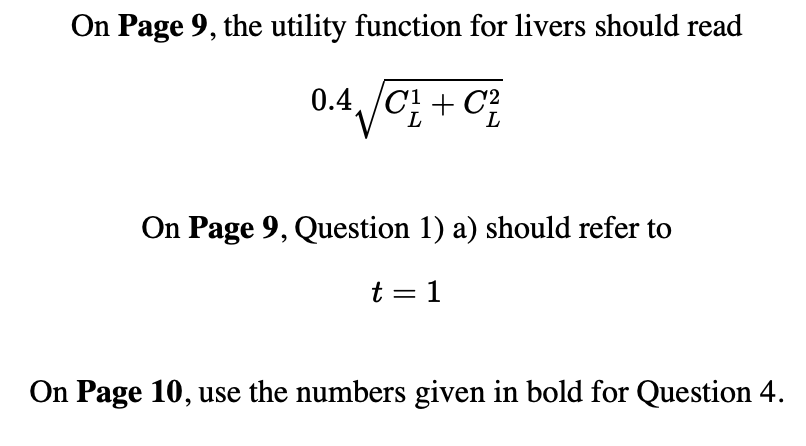 On Page 9, the utility function for livers should read
0.4√(C_L^1 + C_L^2)
On Page 9, Question 1) a) should refer to
t = 1
On Page 10, use the numbers given in bold for Question 4.